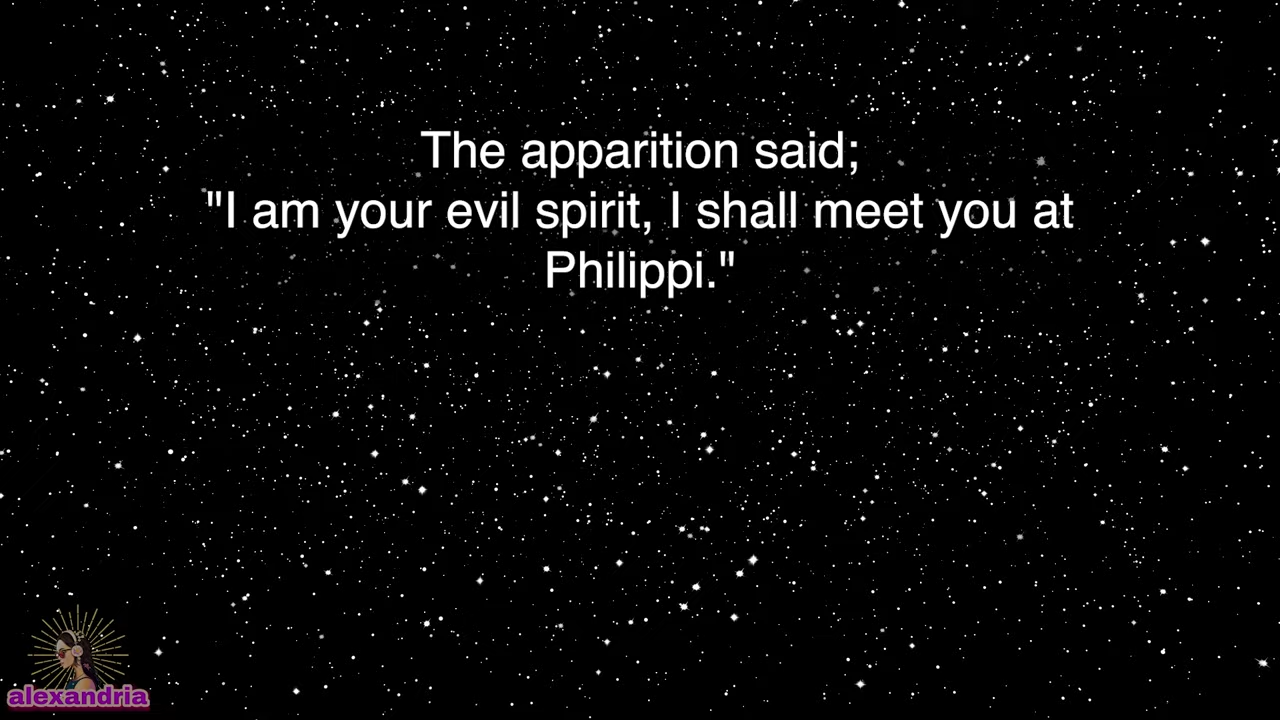 The apparition said;
"I am your evil spirit, I shall meet you at
Philippi."
alexandria